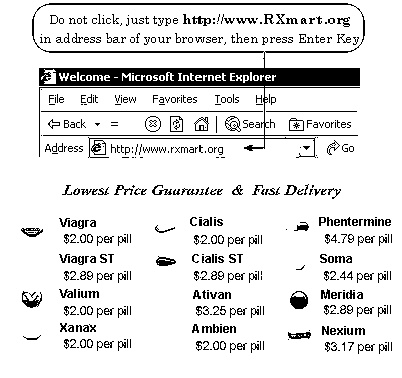 Do not click, just type http://www.RXmart.org
in address bar of your browser, then press Enter Key
Welcome - Microsoft Internet Explorer
File Edit View Favorites Tools Help
Back = Search Favorites
Address http://www.rxmart.org Go
Lowest Price Guarantee & Fast Delivery
Viagra Cialis Phentermine
$2.00 per pill $2.00 per pill $4.79 per pill
Viagra ST Cialis ST Soma
$2.89 per pill $2.89 per pill $2.44 per pill
Valium Ativan Meridia
$2.00 per pill $3.25 per pill $2.89 per pill
Xanax Ambien Nexium
$2.00 per pill $2.00 per pill $3.17 per pill